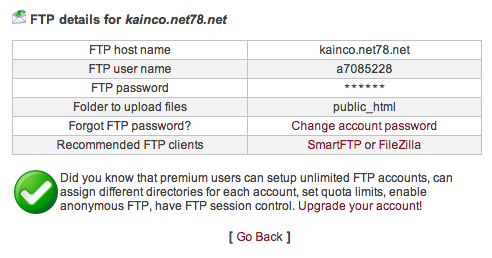 FTP details for kainco.net78.net
FTP host name kainco.net78.net
FTP user name a7085228
FTP password ******
Folder to upload files public_html
Forgot FTP password? Change account password
Recommended FTP clients SmartFTP or FileZilla
Did you know that premium users can setup unlimited FTP accounts, can
assign different directories for each account, set quota limits, enable
anonymous FTP, have FTP session control. Upgrade your account!
[ Go Back ]